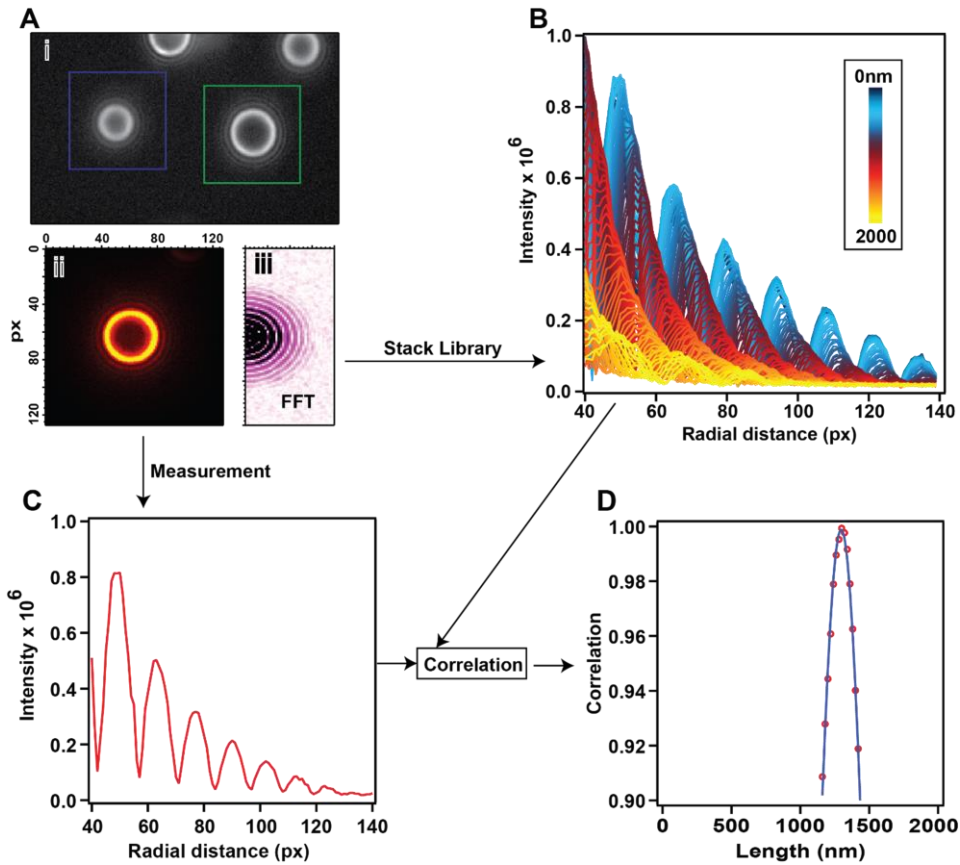 A
i
0 40 80 120
ii
0
40
80
120
px
iii
FFT
Stack Library
Measurement
B
1.0
0.8
0.6
0.4
0.2
0.0
Intensity x 10⁶
40 60 80 100 120 140
Radial distance (px)
0nm
2000
C
1.0
0.8
0.6
0.4
0.2
0.0
Intensity x 10⁶
40 60 80 100 120 140
Radial distance (px)
Correlation
D
1.00
0.98
0.96
0.94
0.92
0.90
Correlation
0 500 1000 1500 2000
Length (nm)